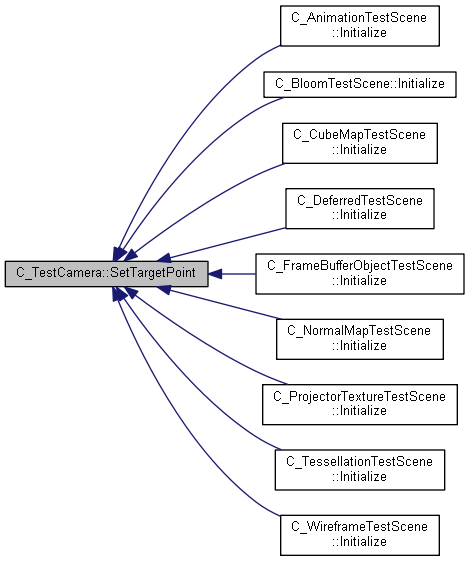 C_AnimationTestScene
::Initialize
C_BloomTestScene::Initialize
C_CubeMapTestScene
::Initialize
C_DeferredTestScene
::Initialize
C_TestCamera::SetTargetPoint
C_FrameBufferObjectTestScene
::Initialize
C_NormalMapTestScene
::Initialize
C_ProjectorTextureTestScene
::Initialize
C_TessellationTestScene
::Initialize
C_WireframeTestScene
::Initialize